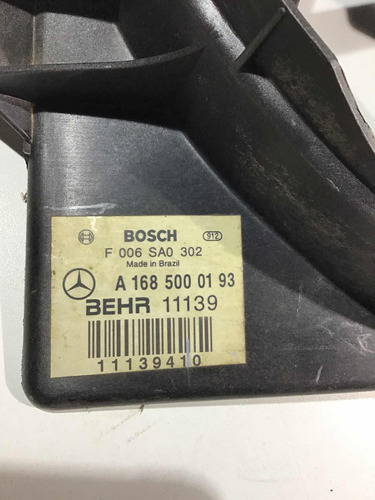 BOSCH 912
F 006 SA0 302
Made in Brazil
A 168 500 01 93
BEHR 11139
11139410